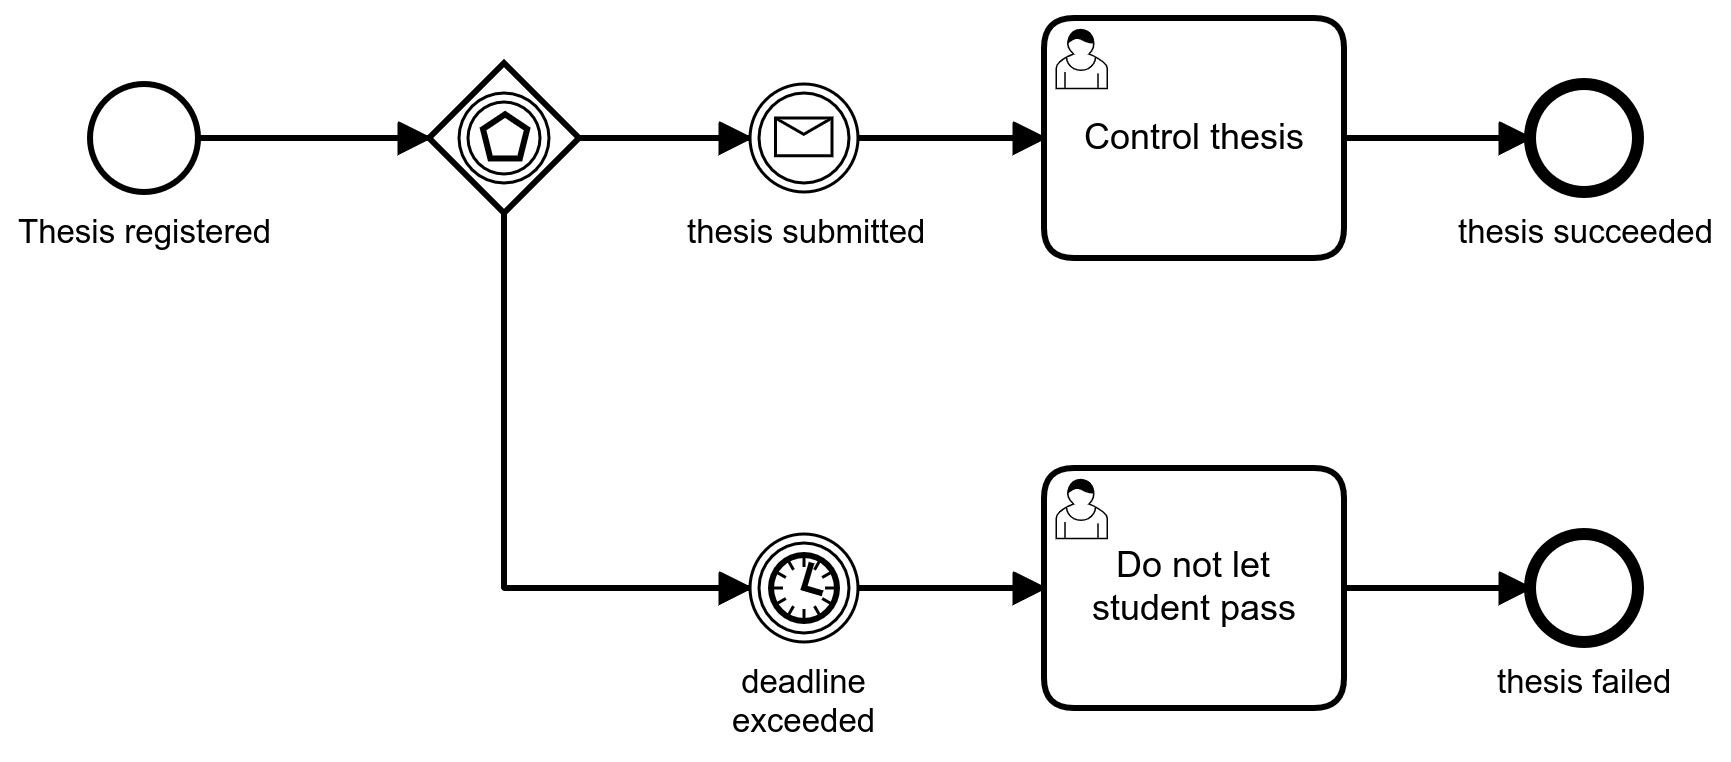 Thesis registered
thesis submitted
Control thesis
thesis succeeded
deadline
exceeded
Do not let
student pass
thesis failed